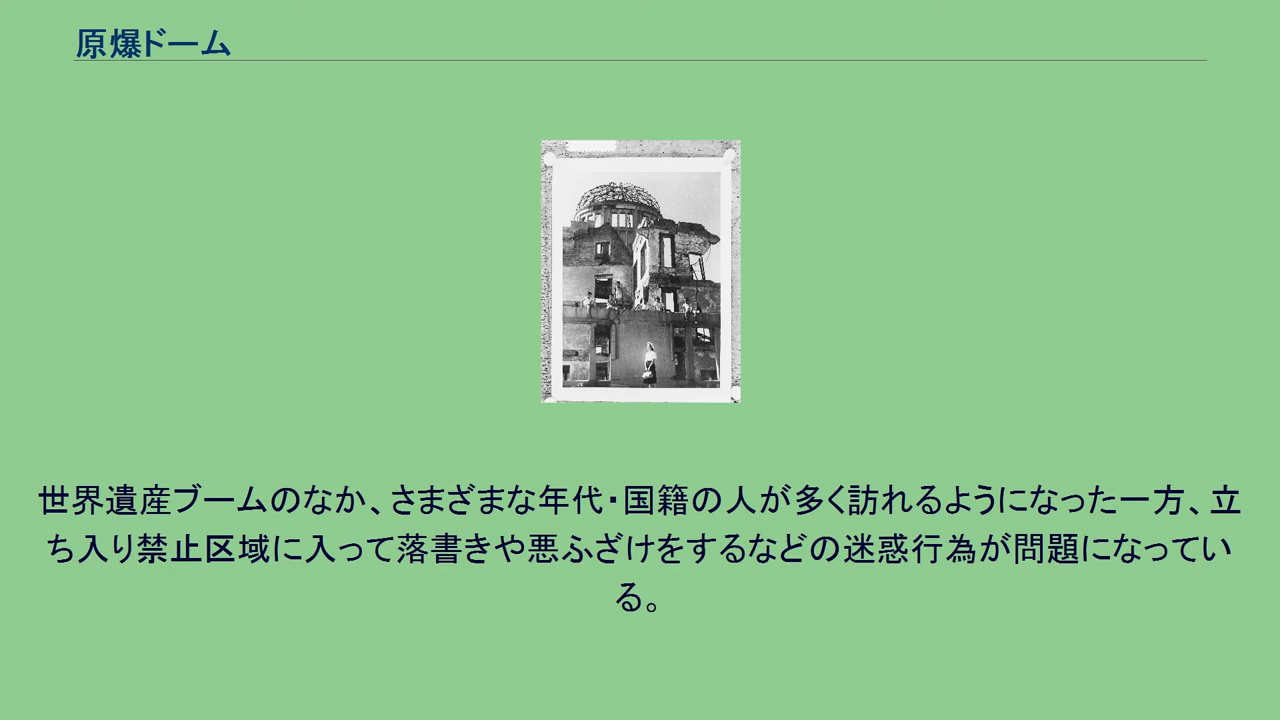 原爆ドーム
世界遺産ブームのなか、さまざまな年代・国籍の人が多く訪れるようになった一方、立
ち入り禁止区域に入って落書きや悪ふざけをするなどの迷惑行為が問題になってい
る。